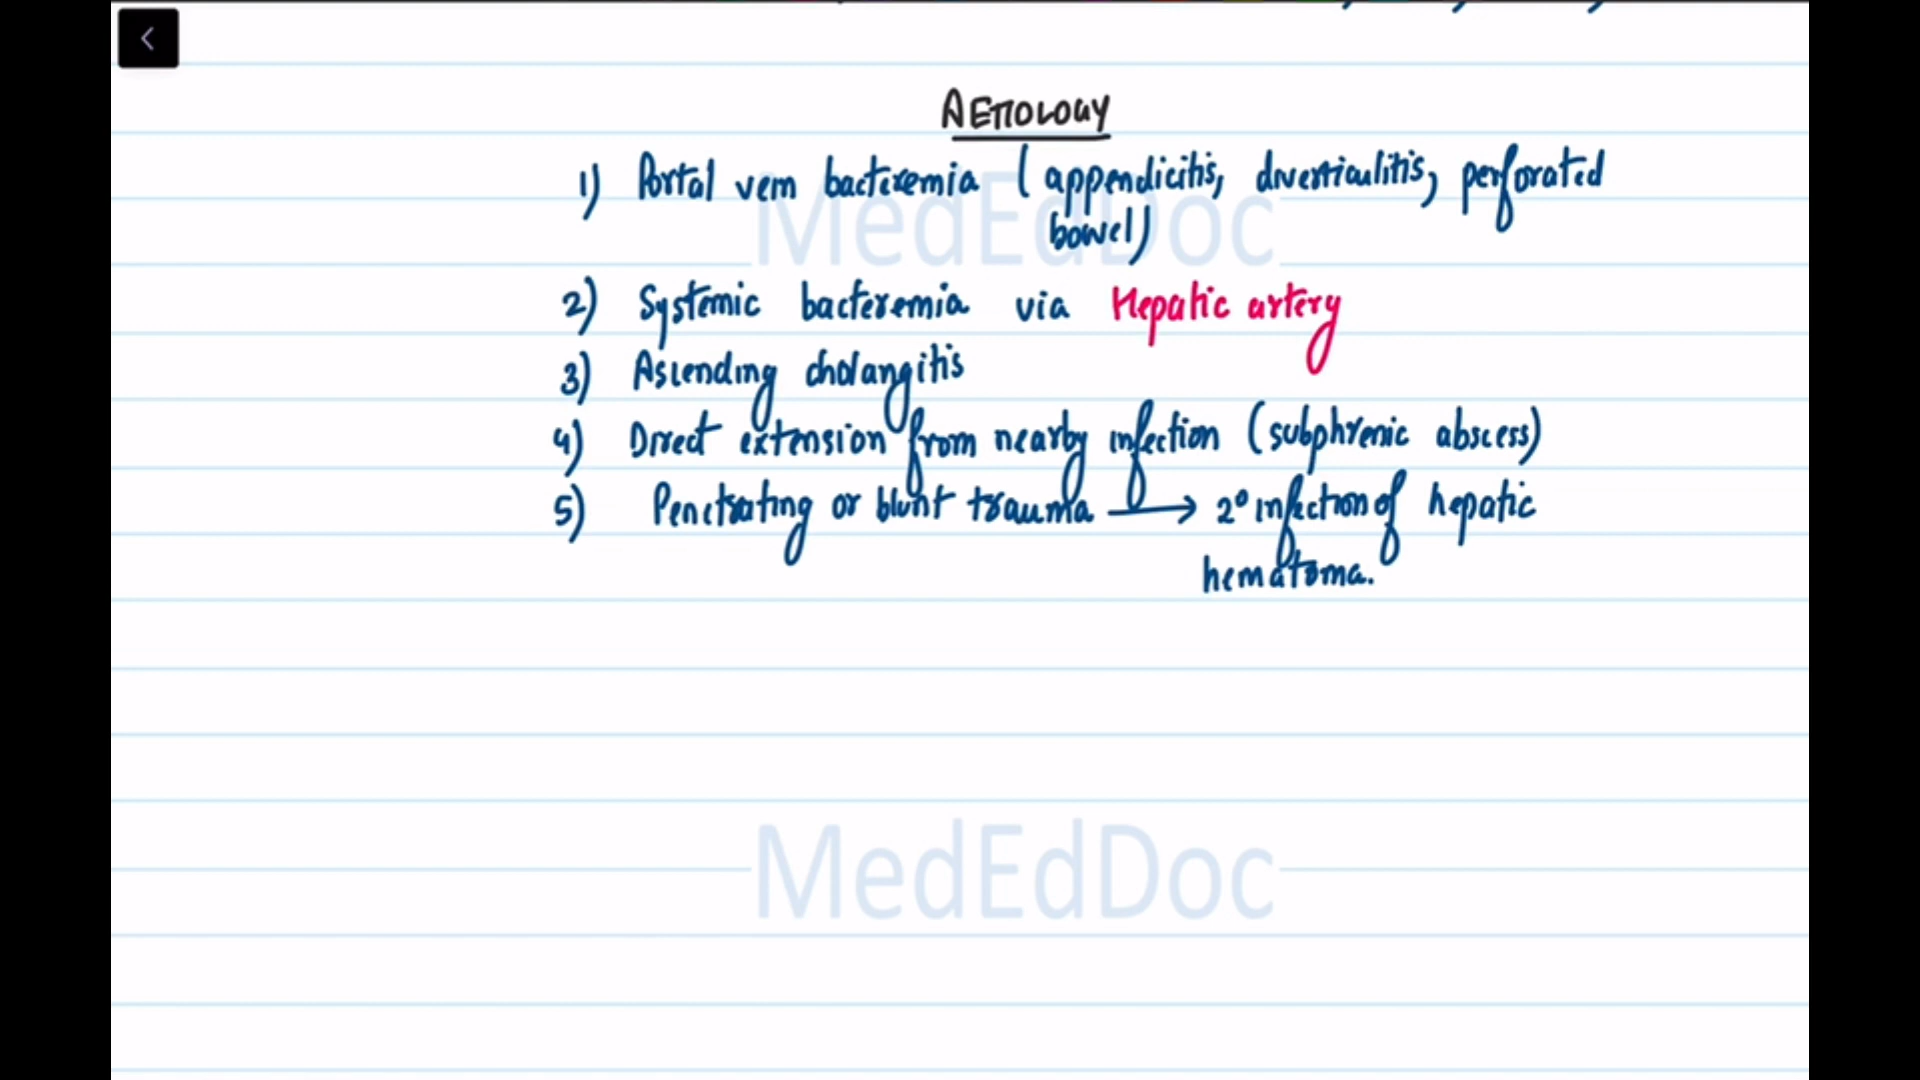 AETIOLOGY
1) Portal vein bacteremia (appendicitis, diverticulitis, perforated
bowel)
MedEdDoc
2) Systemic bacteremia via Hepatic artery
3) Ascending cholangitis
4) Direct extension from nearby infection (subphrenic abscess)
5) Penetrating or blunt trauma → 2° infection of hepatic
hematoma.
MedEdDoc